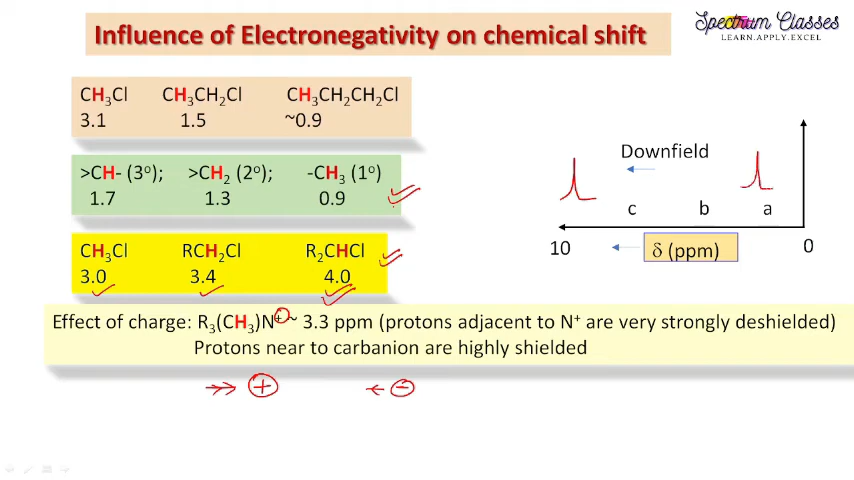 Spectrum Classes
LEARN.APPLY.EXCEL
Influence of Electronegativity on chemical shift
CH₃Cl CH₃CH₂Cl CH₃CH₂CH₂Cl
3.1 1.5 ~0.9
>CH- (3º); >CH₂ (2º); -CH₃ (1º)
1.7 1.3 0.9
CH₃Cl RCH₂Cl R₂CHCl
3.0 3.4 4.0
Downfield
c b a
10 δ (ppm) 0
Effect of charge: R₃(CH₃)N⁺ ~ 3.3 ppm (protons adjacent to N⁺ are very strongly deshielded)
Protons near to carbanion are highly shielded
+ -